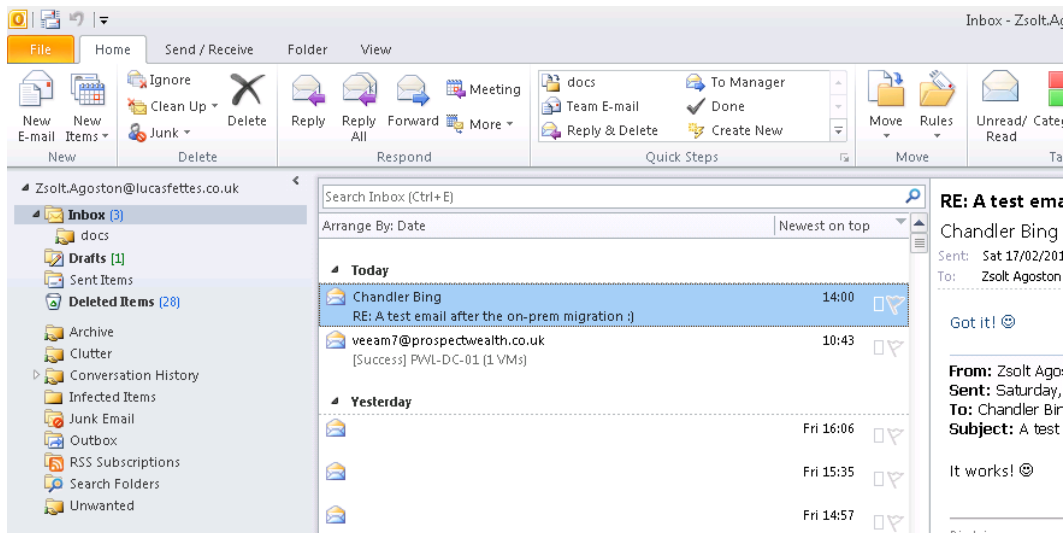 Inbox - Zsolt.Ag
File Home Send / Receive Folder View
New E-mail
New Items
Ignore
Clean Up
Junk
Delete
Reply
Reply All
Forward
Meeting
More
docs
Team E-mail
Reply & Delete
To Manager
Done
Create New
Move
Rules
Unread/ Read
Categ
New Delete Respond Quick Steps Move Ta
Zsolt.Agoston@lucasfettes.co.uk
Inbox (3)
docs
Drafts [1]
Sent Items
Deleted Items (28)
Archive
Clutter
Conversation History
Infected Items
Junk Email
Outbox
RSS Subscriptions
Search Folders
Unwanted
Search Inbox (Ctrl+E)
Arrange By: Date Newest on top
Today
Chandler Bing 14:00
RE: A test email after the on-prem migration :)
veeam7@prospectwealth.co.uk 10:43
[Success] PWL-DC-01 (1 VMs)
Yesterday
Fri 16:06
Fri 15:35
Fri 14:57
RE: A test ema
Chandler Bing
Sent: Sat 17/02/201
To: Zsolt Agoston
Got it! ☺
From: Zsolt Agos
Sent: Saturday,
To: Chandler Bin
Subject: A test
It works! ☺